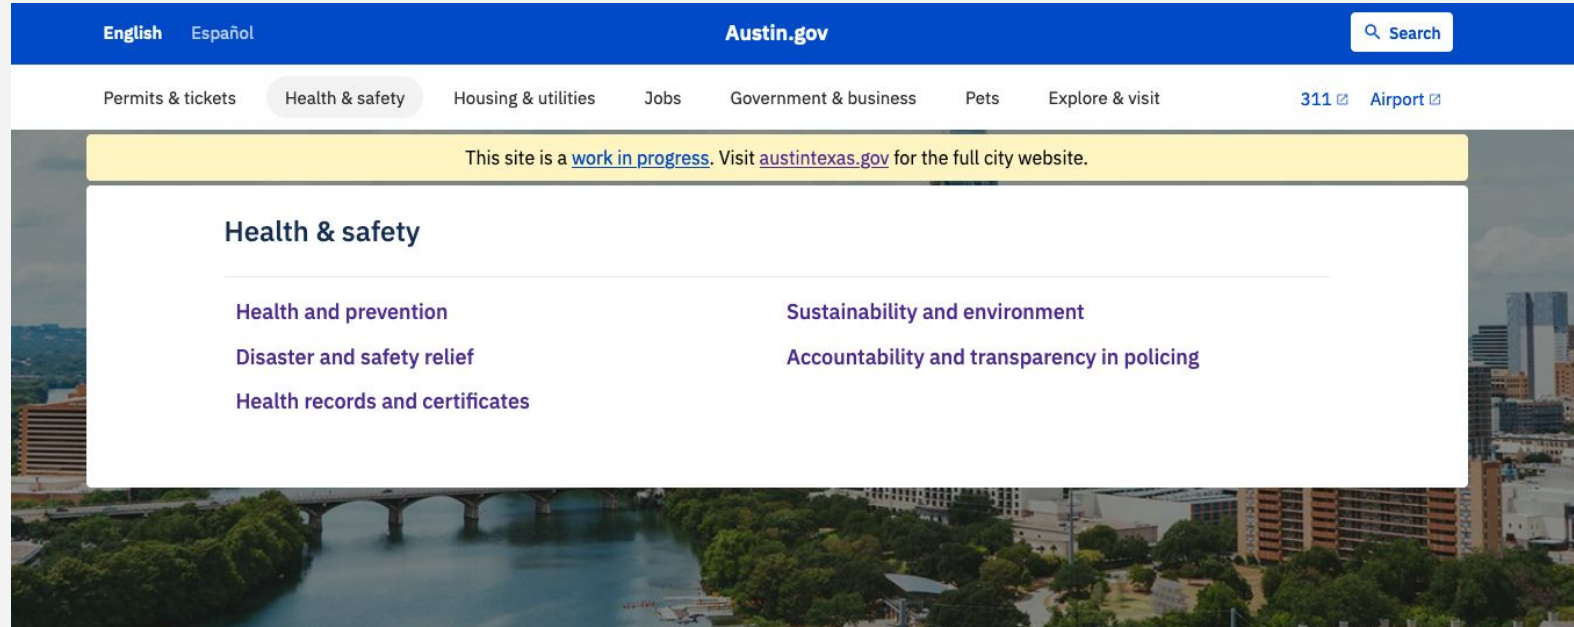 English Español Austin.gov Search
Permits & tickets Health & safety Housing & utilities Jobs Government & business Pets Explore & visit 311 Airport
This site is a work in progress. Visit austintexas.gov for the full city website.
Health & safety
Health and prevention Sustainability and environment
Disaster and safety relief Accountability and transparency in policing
Health records and certificates